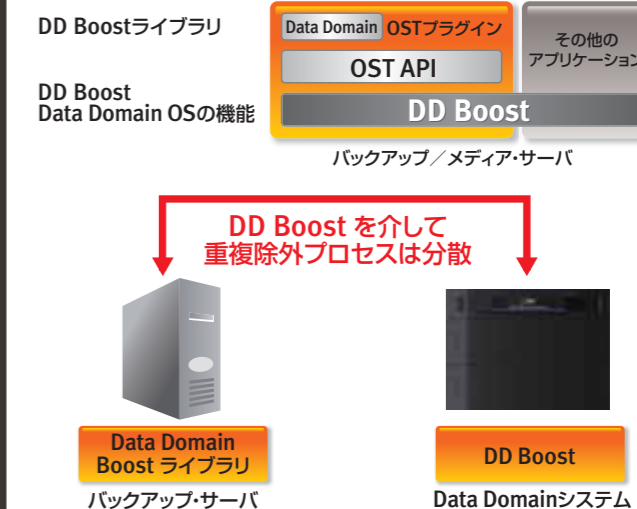 DD Boostライブラリ
Data Domain OSTプラグイン
その他の
アプリケーション
OST API
DD Boost
Data Domain OSの機能
DD Boost
バックアップ／メディア・サーバ
DD Boost を介して
重複除外プロセスは分散
Data Domain
Boost ライブラリ
DD Boost
バックアップ・サーバ
Data Domainシステム